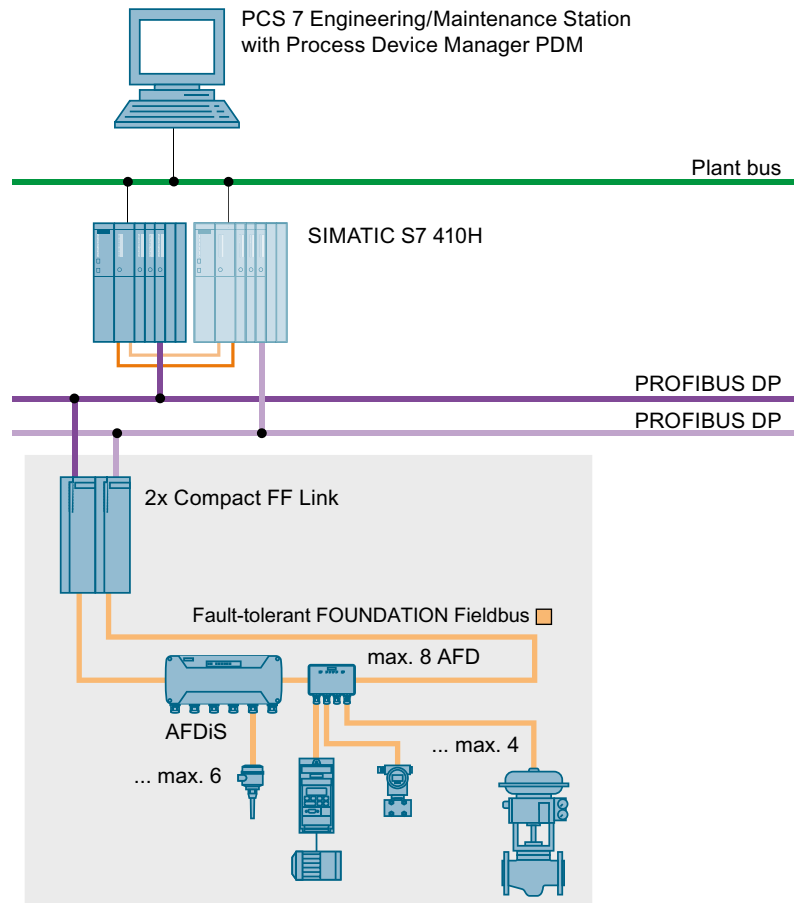 PCS 7 Engineering/Maintenance Station
with Process Device Manager PDM
Plant bus
SIMATIC S7 410H
PROFIBUS DP
PROFIBUS DP
2x Compact FF Link
Fault-tolerant FOUNDATION Fieldbus
max. 8 AFD
AFDiS
... max. 4
... max. 6